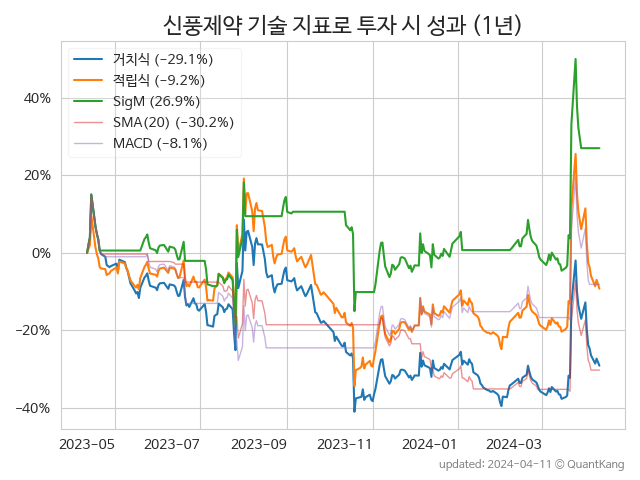 신풍제약 기술 지표로 투자 시 성과 (1년)
거치식 (−29.1%)
적립식 (−9.2%)
SigM (26.9%)
SMA(20) (−30.2%)
MACD (−8.1%)
40%
20%
0%
−20%
−40%
2023−05 2023−07 2023−09 2023−11 2024−01 2024−03
updated: 2024-04-11 © QuantKang